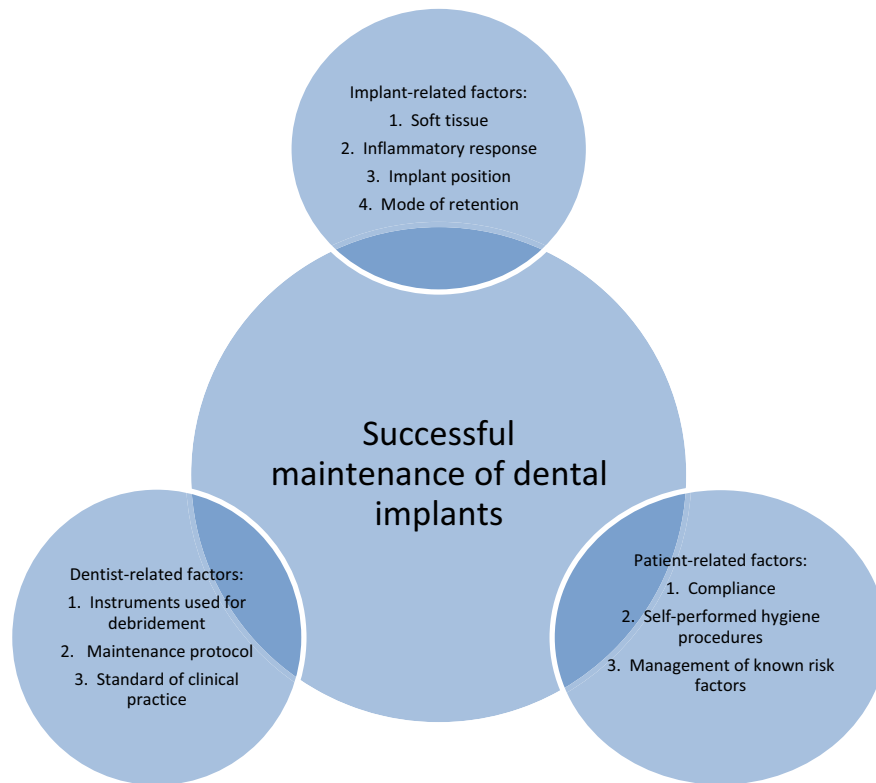 Implant-related factors:
1. Soft tissue
2. Inflammatory response
3. Implant position
4. Mode of retention
Successful
maintenance of dental
implants
Dentist-related factors:
1. Instruments used for
debridement
2. Maintenance protocol
3. Standard of clinical
practice
Patient-related factors:
1. Compliance
2. Self-performed hygiene
procedures
3. Management of known risk
factors